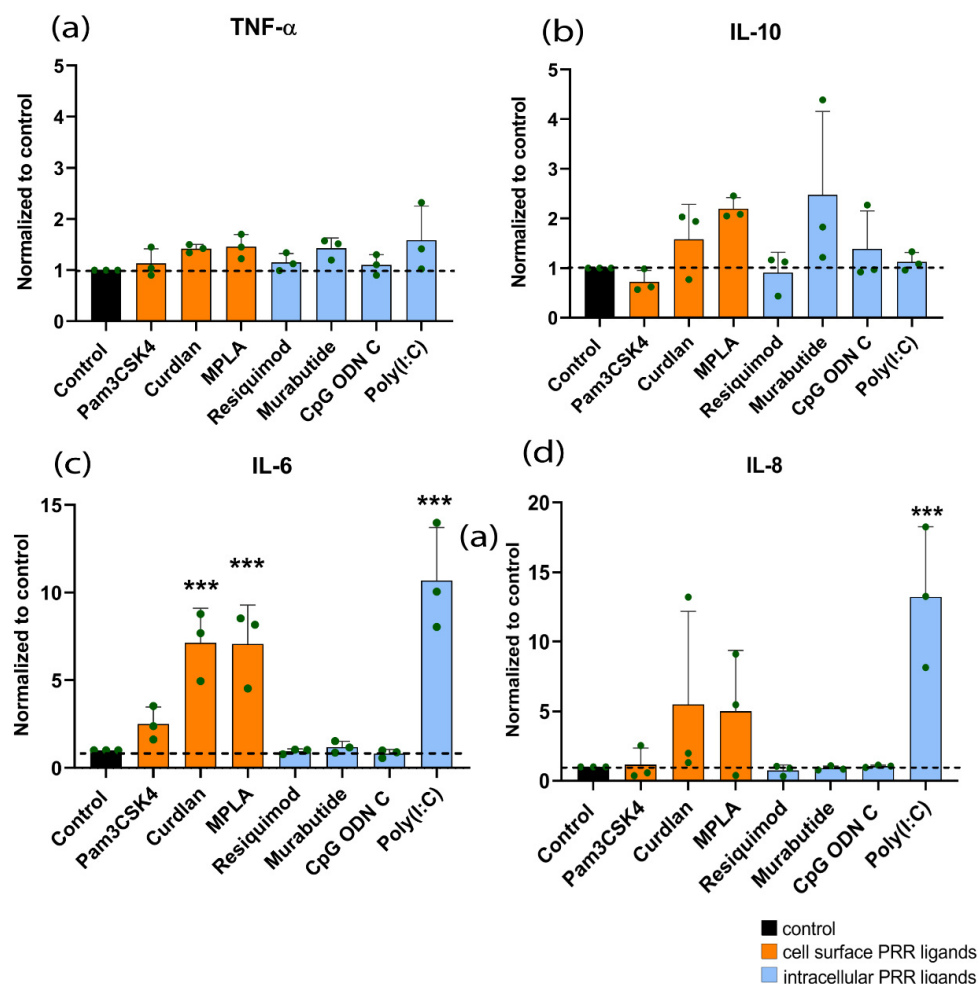 (a)
TNF-α
Normalized to control
5
4
3
2
1
0
Control
Pam3CSK4
Curdlan
MPLA
Resiquimod
Murabutide
CpG ODN C
Poly(I:C)
(b)
IL-10
Normalized to control
5
4
3
2
1
0
Control
Pam3CSK4
Curdlan
MPLA
Resiquimod
Murabutide
CpG ODN C
Poly(I:C)
(c)
IL-6
Normalized to control
15
10
5
0
***
***
***
Control
Pam3CSK4
Curdlan
MPLA
Resiquimod
Murabutide
CpG ODN C
Poly(I:C)
(d)
IL-8
(a)
Normalized to control
20
15
10
5
0
***
Control
Pam3CSK4
Curdlan
MPLA
Resiquimod
Murabutide
CpG ODN C
Poly(I:C)
control
cell surface PRR ligands
intracellular PRR ligands